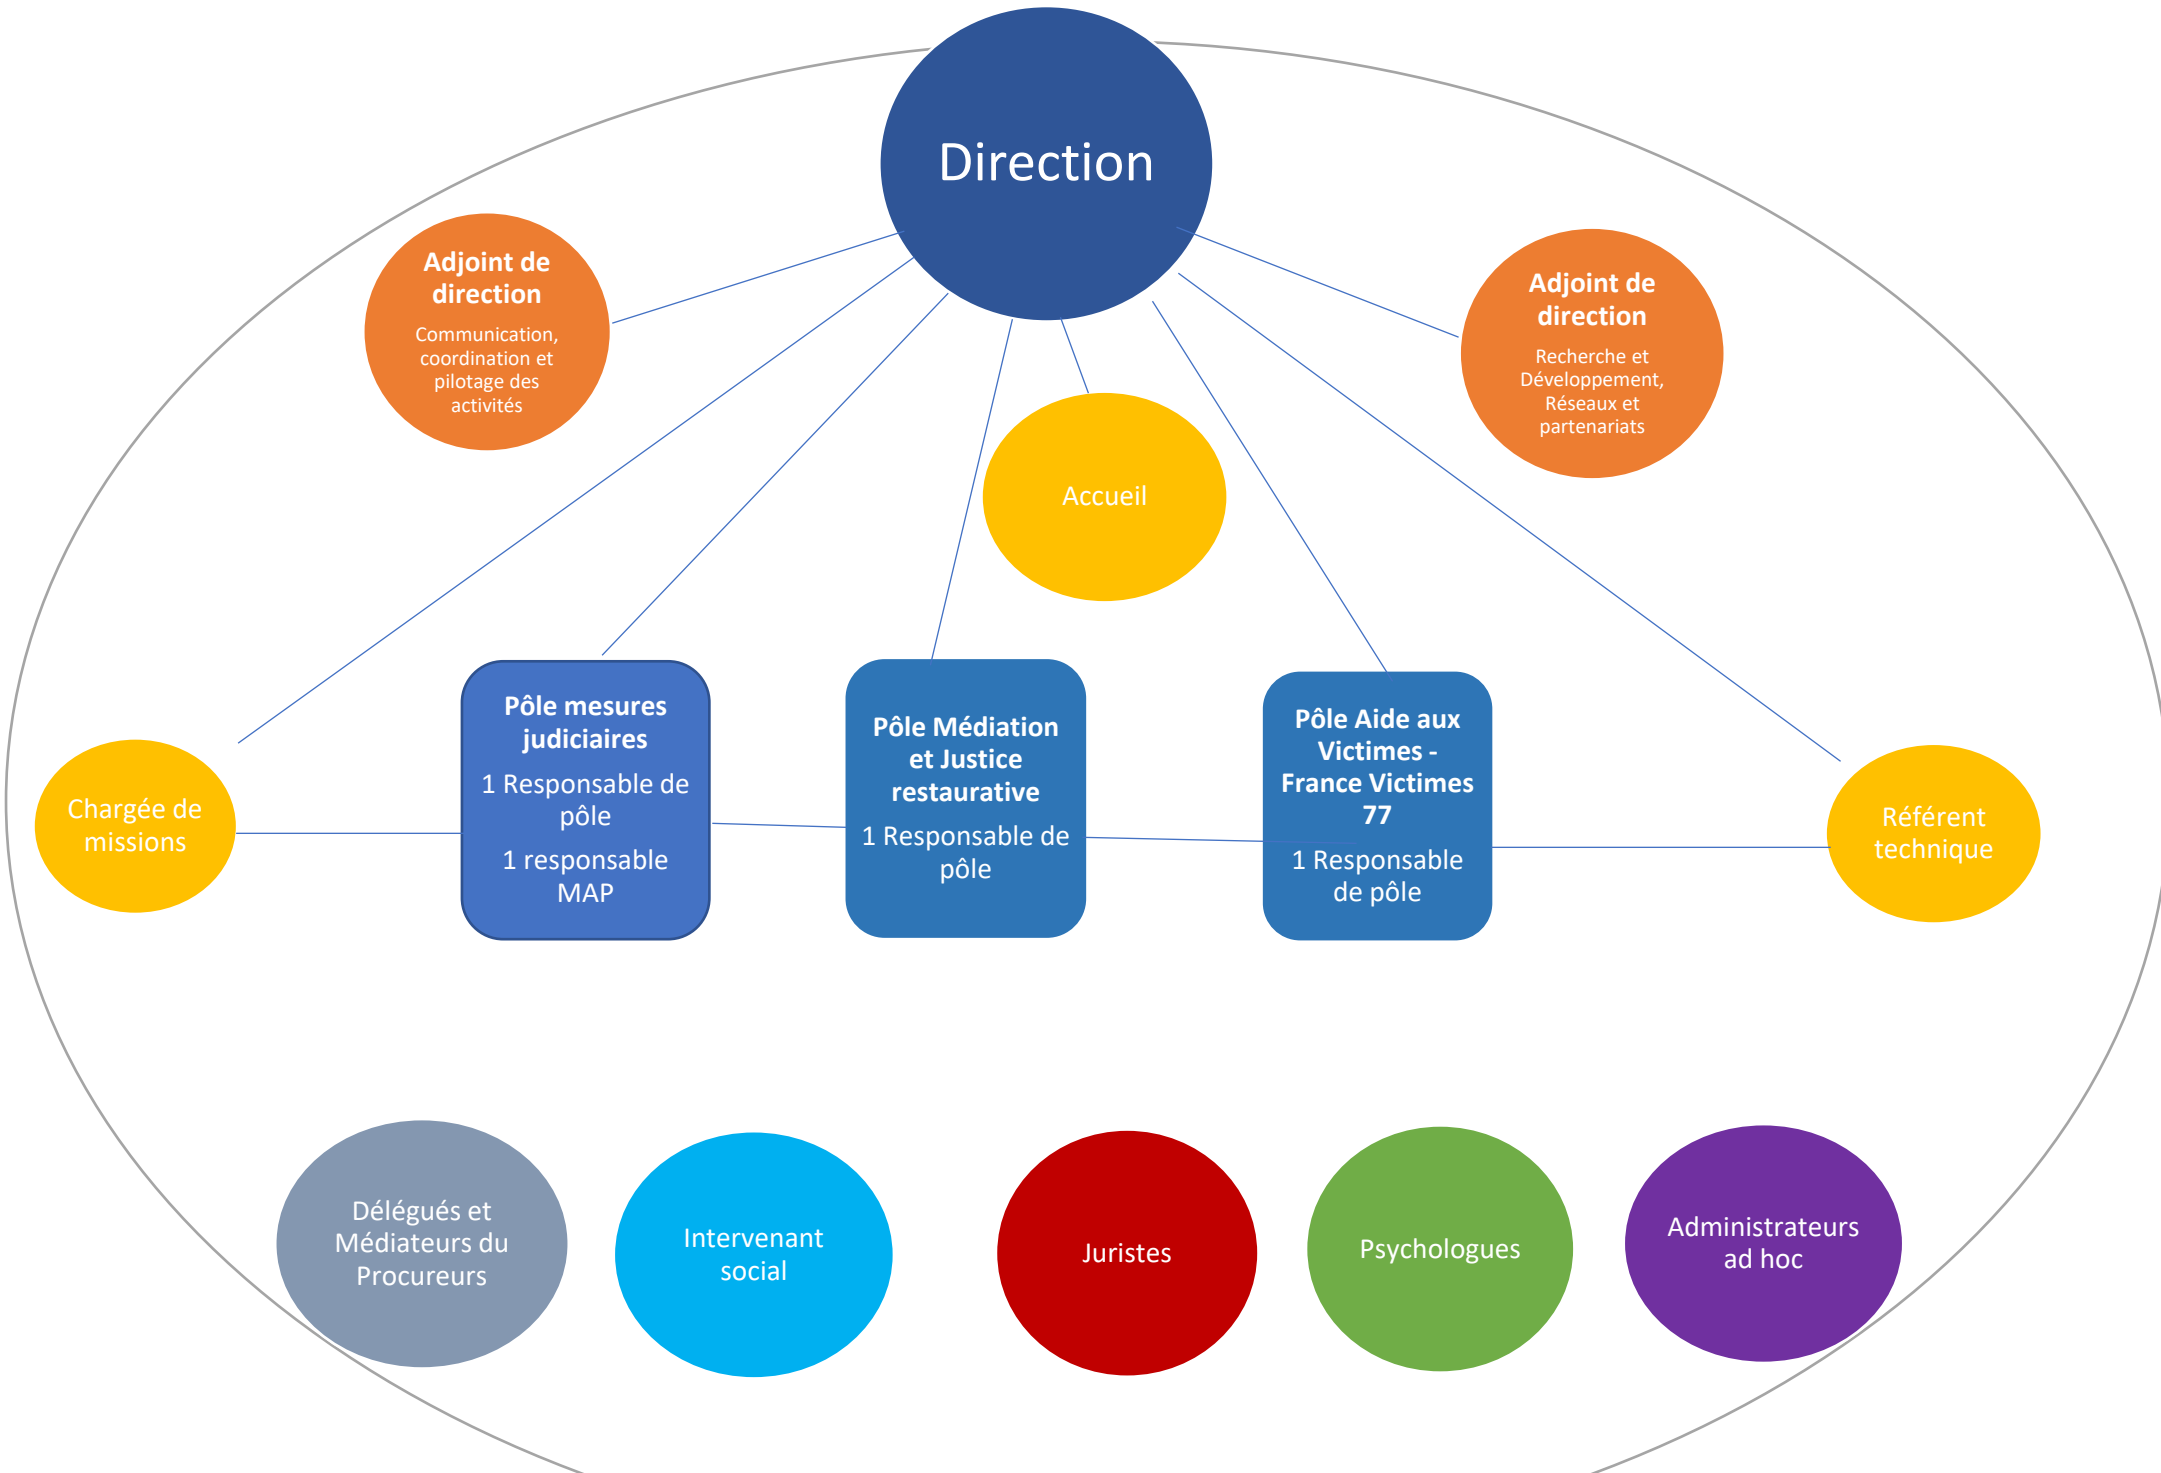 Direction
Adjoint de
direction
Communication,
coordination et
pilotage des
activités
Adjoint de
direction
Recherche et
Développement,
Réseaux et
partenariats
Accueil
Chargée de
missions
Pôle mesures
judiciaires
1 Responsable de
pôle
1 responsable
MAP
Pôle Médiation
et Justice
restaurative
1 Responsable de
pôle
Pôle Aide aux
Victimes -
France Victimes
77
1 Responsable
de pôle
Référent
technique
Délégués et
Médiateurs du
Procureurs
Intervenant
social
Juristes
Psychologues
Administrateurs
ad hoc